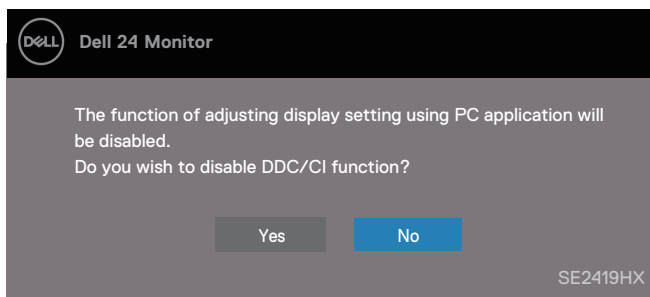 DELL
Dell 24 Monitor
The function of adjusting display setting using PC application will
be disabled.
Do you wish to disable DDC/CI function?
Yes
No
SE2419HX